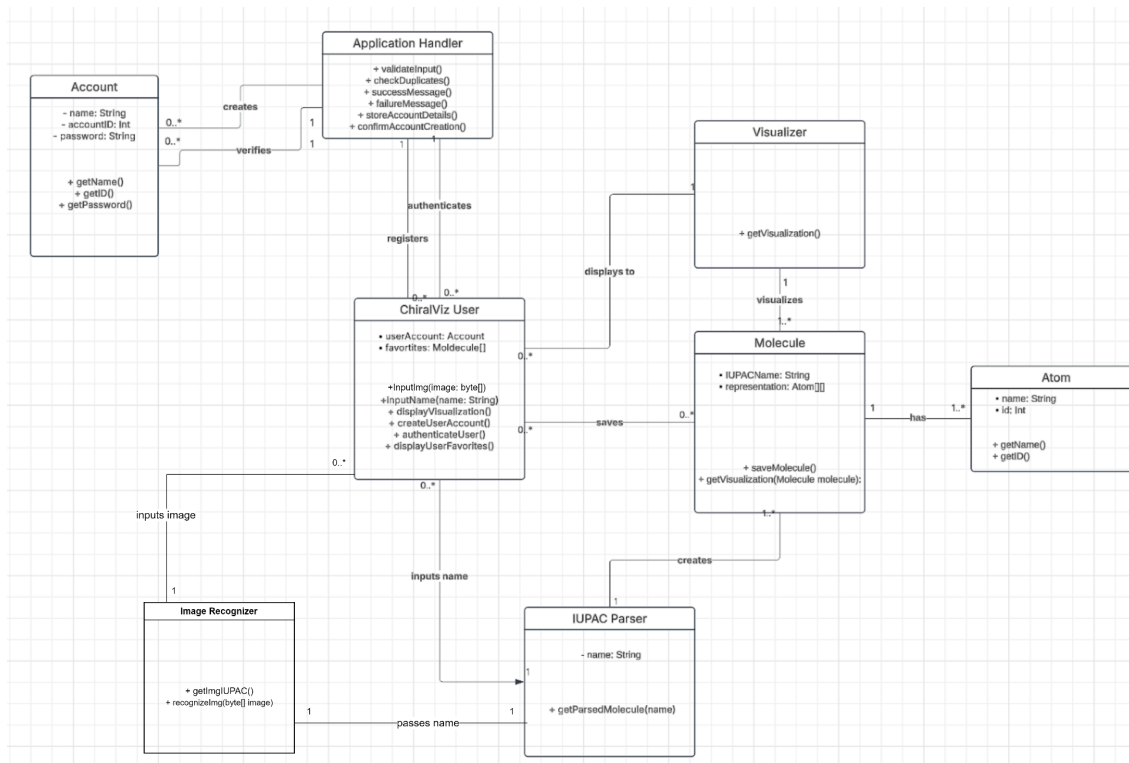 Application Handler
+ validateInput()
+ checkDuplicates()
+ successMessage()
+ failureMessage()
+ storeAccountDetails()
+ confirmAccountCreation()
Account
- name: String
- accountID: Int
- password: String
+ getName()
+ getID()
+ getPassword()
creates
0..*
1
0..*
verifies
1
1
1
authenticates
registers
0..*
0..*
Visualizer
+ getVisualization()
1
displays to
0..*
1
visualizes
1..*
ChiralViz User
• userAccount: Account
• favortites: Moldecule[]
+InputImg(image: byte[])
+InputName(name: String)
+ displayVisualization()
+ createUserAccount()
+ authenticateUser()
+ displayUserFavorites()
Molecule
• IUPACName: String
• representation: Atom[][]
+ saveMolecule()
+ getVisualization(Molecule molecule):
Atom
• name: String
• id: Int
+ getName()
+ getID()
1
has
1..*
0..*
saves
0..*
0..*
inputs image
1
0..*
inputs name
1
1..*
creates
1
Image Recognizer
+ getImgIUPAC()
+ recognizeImg(byte[] image)
IUPAC Parser
- name: String
+ getParsedMolecule(name)
1
passes name
1